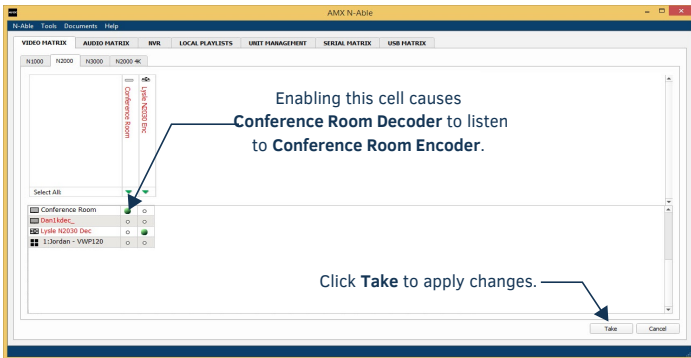 AMX N-Able
N-Able Tools Documents Help
VIDEO MATRIX AUDIO MATRIX NVR LOCAL PLAYLISTS UNIT MANAGEMENT SERIAL MATRIX USB MATRIX
N1000 N2000 N3000 N2000 4K
Conference Room
Lysle N2030 Enc
Enabling this cell causes
Conference Room Decoder to listen
to Conference Room Encoder.
Select All:
Conference Room
Dan1kdec_
Lysle N2030 Dec
1:Jordan - VWP120
Click Take to apply changes.
Take Cancel